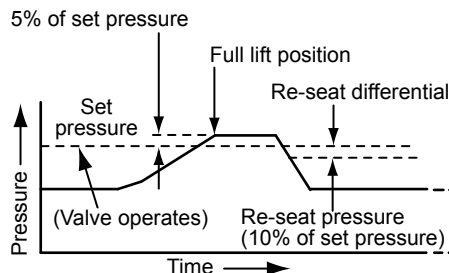 5% of set pressure
Full lift position
Re-seat differential
Set
pressure
(Valve operates)
Re-seat pressure
(10% of set pressure)
Pressure
Time